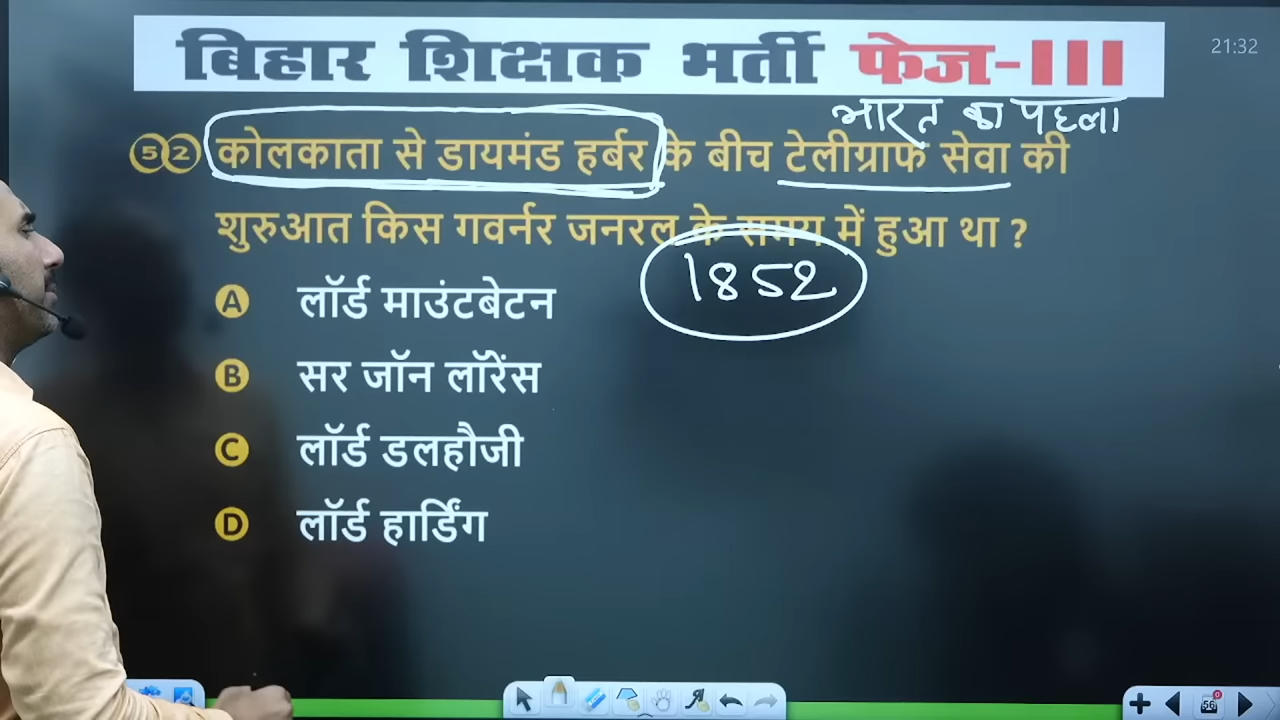 बिहार शिक्षक भर्ती फेज-III
21:32
भारत का पहला
52 कोलकाता से डायमंड हर्बर के बीच टेलीग्राफ सेवा की
शुरुआत किस गवर्नर जनरल के समय में हुआ था ?
1852
A लॉर्ड माउंटबेटन
B सर जॉन लॉरेंस
C लॉर्ड डलहौजी
D लॉर्ड हार्डिंग
56